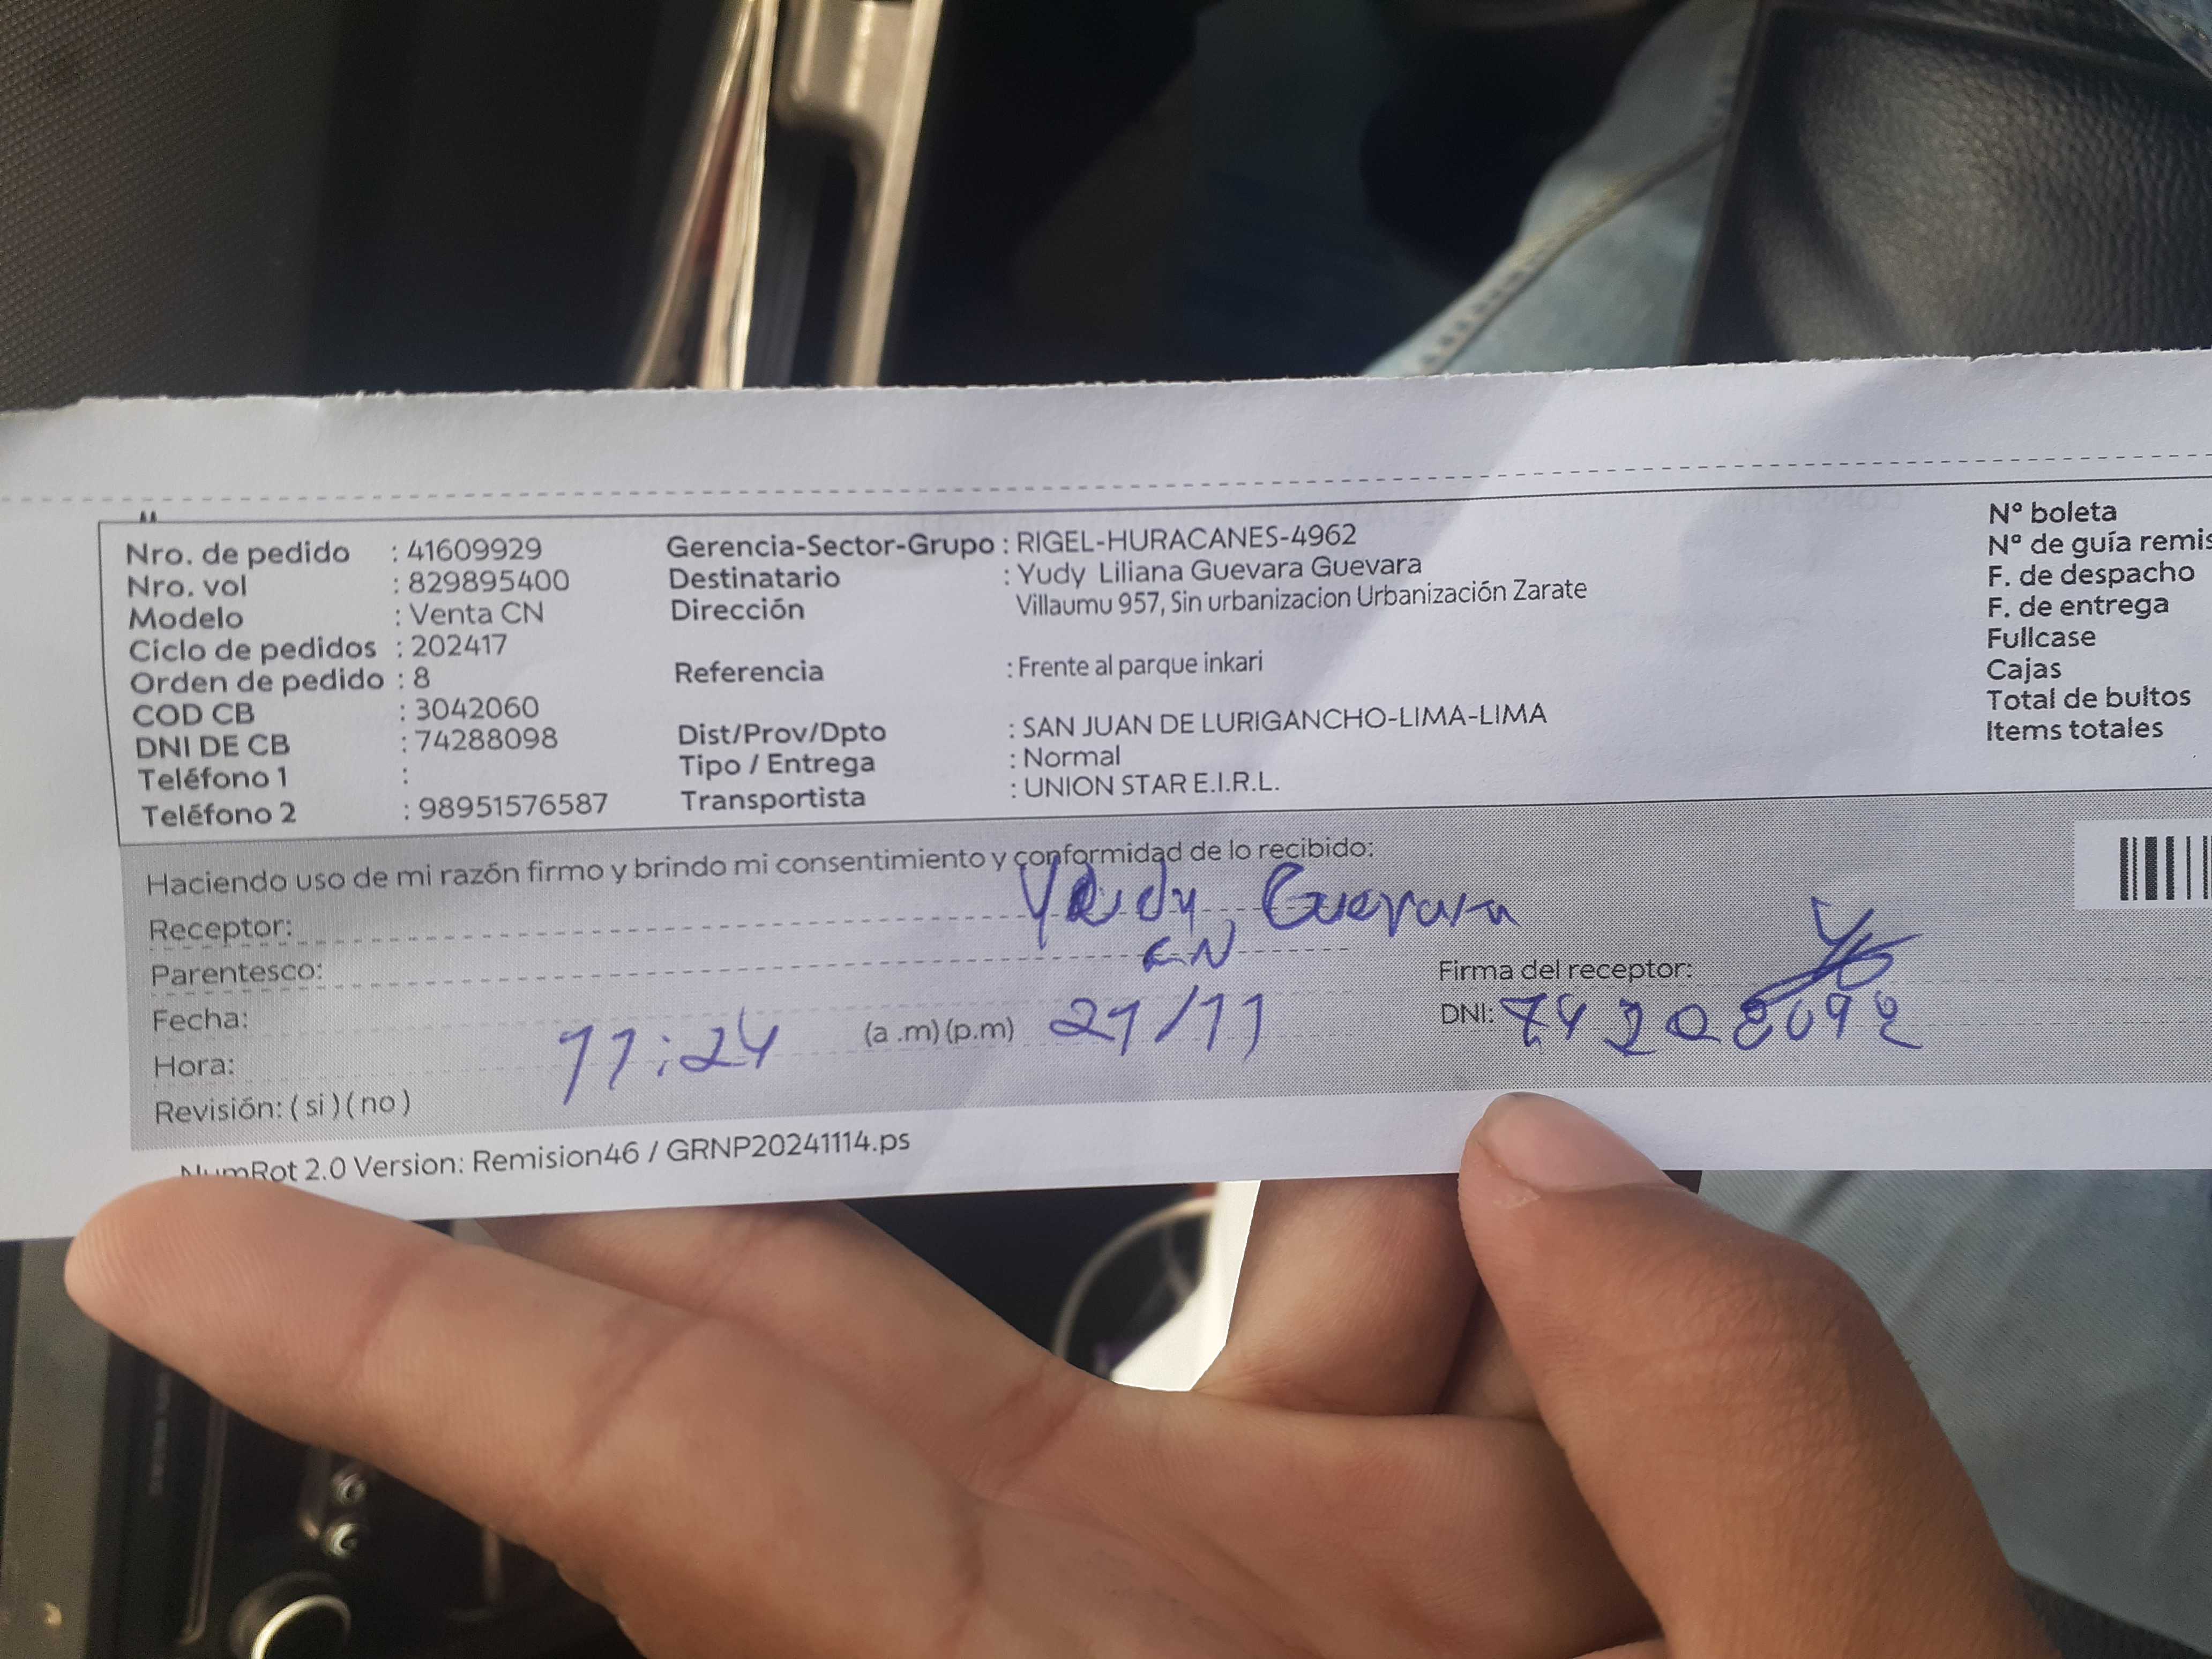 Nro. de pedido : 41609929
Nro. vol : 829895400
Modelo : Venta CN
Ciclo de pedidos : 202417
Orden de pedido : 8
COD CB : 3042060
DNI DE CB : 74288098
Teléfono 1 :
Teléfono 2 : 98951576587
Gerencia-Sector-Grupo : RIGEL-HURACANES-4962
Destinatario : Yudy Liliana Guevara Guevara
Dirección Villaumu 957, Sin urbanizacion Urbanización Zarate
Referencia : Frente al parque inkari
Dist/Prov/Dpto : SAN JUAN DE LURIGANCHO-LIMA-LIMA
Tipo / Entrega : Normal
Transportista : UNION STAR E.I.R.L.
N° boleta
N° de guía remis
F. de despacho
F. de entrega
Fullcase
Cajas
Total de bultos
Items totales
Haciendo uso de mi razón firmo y brindo mi consentimiento y conformidad de lo recibido:
Receptor: Yudy Guevara
Parentesco: CN
Firma del receptor:
Fecha: 21/11
DNI:
Hora: 11:24 (a .m) (p.m)
Revisión: ( si ) ( no )
NumRot 2.0 Version: Remision46 / GRNP20241114.ps